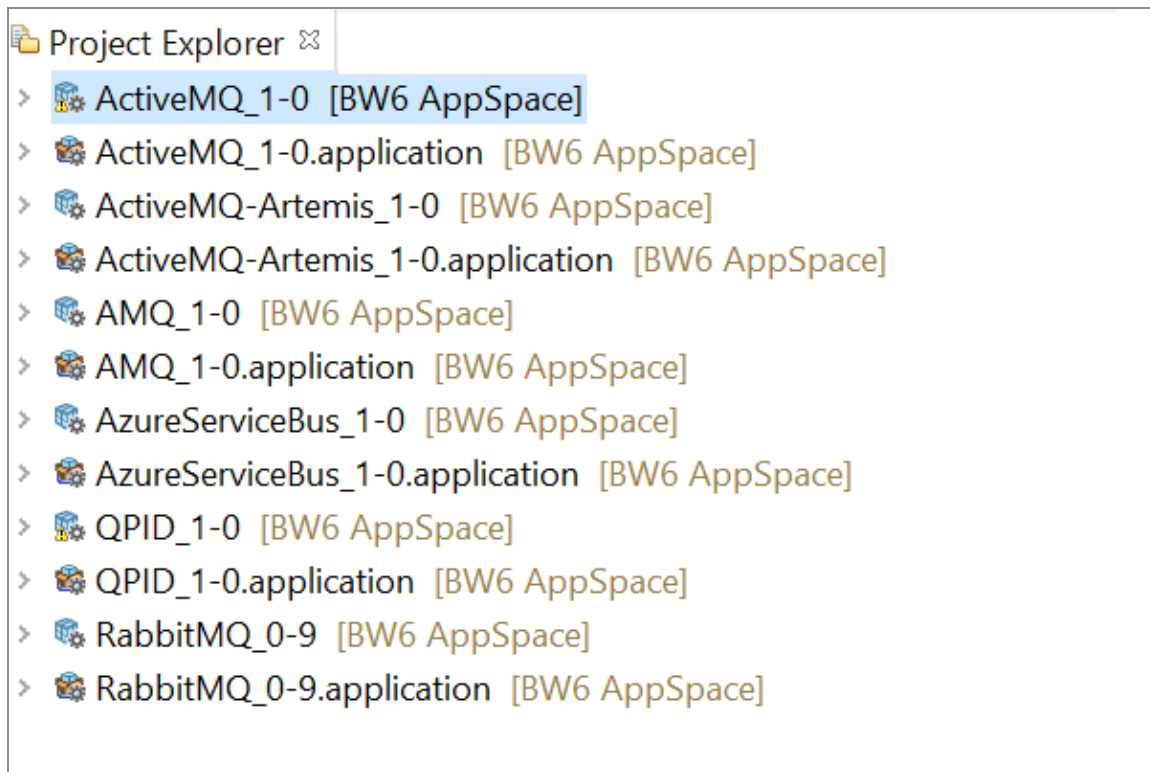 Project Explorer
ActiveMQ_1-0 [BW6 AppSpace]
ActiveMQ_1-0.application [BW6 AppSpace]
ActiveMQ-Artemis_1-0 [BW6 AppSpace]
ActiveMQ-Artemis_1-0.application [BW6 AppSpace]
AMQ_1-0 [BW6 AppSpace]
AMQ_1-0.application [BW6 AppSpace]
AzureServiceBus_1-0 [BW6 AppSpace]
AzureServiceBus_1-0.application [BW6 AppSpace]
QPID_1-0 [BW6 AppSpace]
QPID_1-0.application [BW6 AppSpace]
RabbitMQ_0-9 [BW6 AppSpace]
RabbitMQ_0-9.application [BW6 AppSpace]